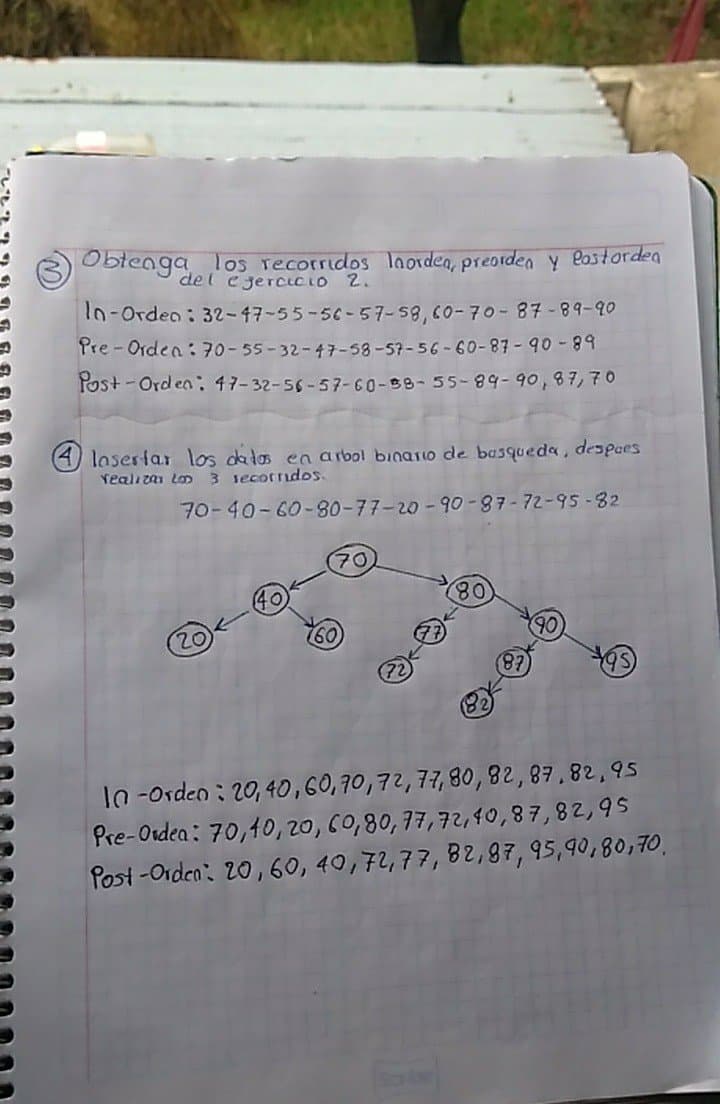 ③ Obtenga los recorridos Inorden, preorden y Postorden
del ejercicio 2.
In-Orden: 32-47-55-56-57-58,60-70-87-89-90
Pre-Orden: 70-55-32-47-58-57-56-60-87-90-89
Post-Orden: 47-32-56-57-60-58-55-89-90,87,70
④ Insertar los datos en arbol binario de busqueda, despues
realizar los 3 recorridos.
70-40-60-80-77-20-90-87-72-95-82
70
40 80
20 60 77 90
72 87 95
82
In-Orden: 20,40,60,70,72,77,80,82,87,82,95
Pre-Orden: 70,40,20,60,80,77,72,90,87,82,95
Post-Orden: 20,60,40,72,77,82,87,95,90,80,70.